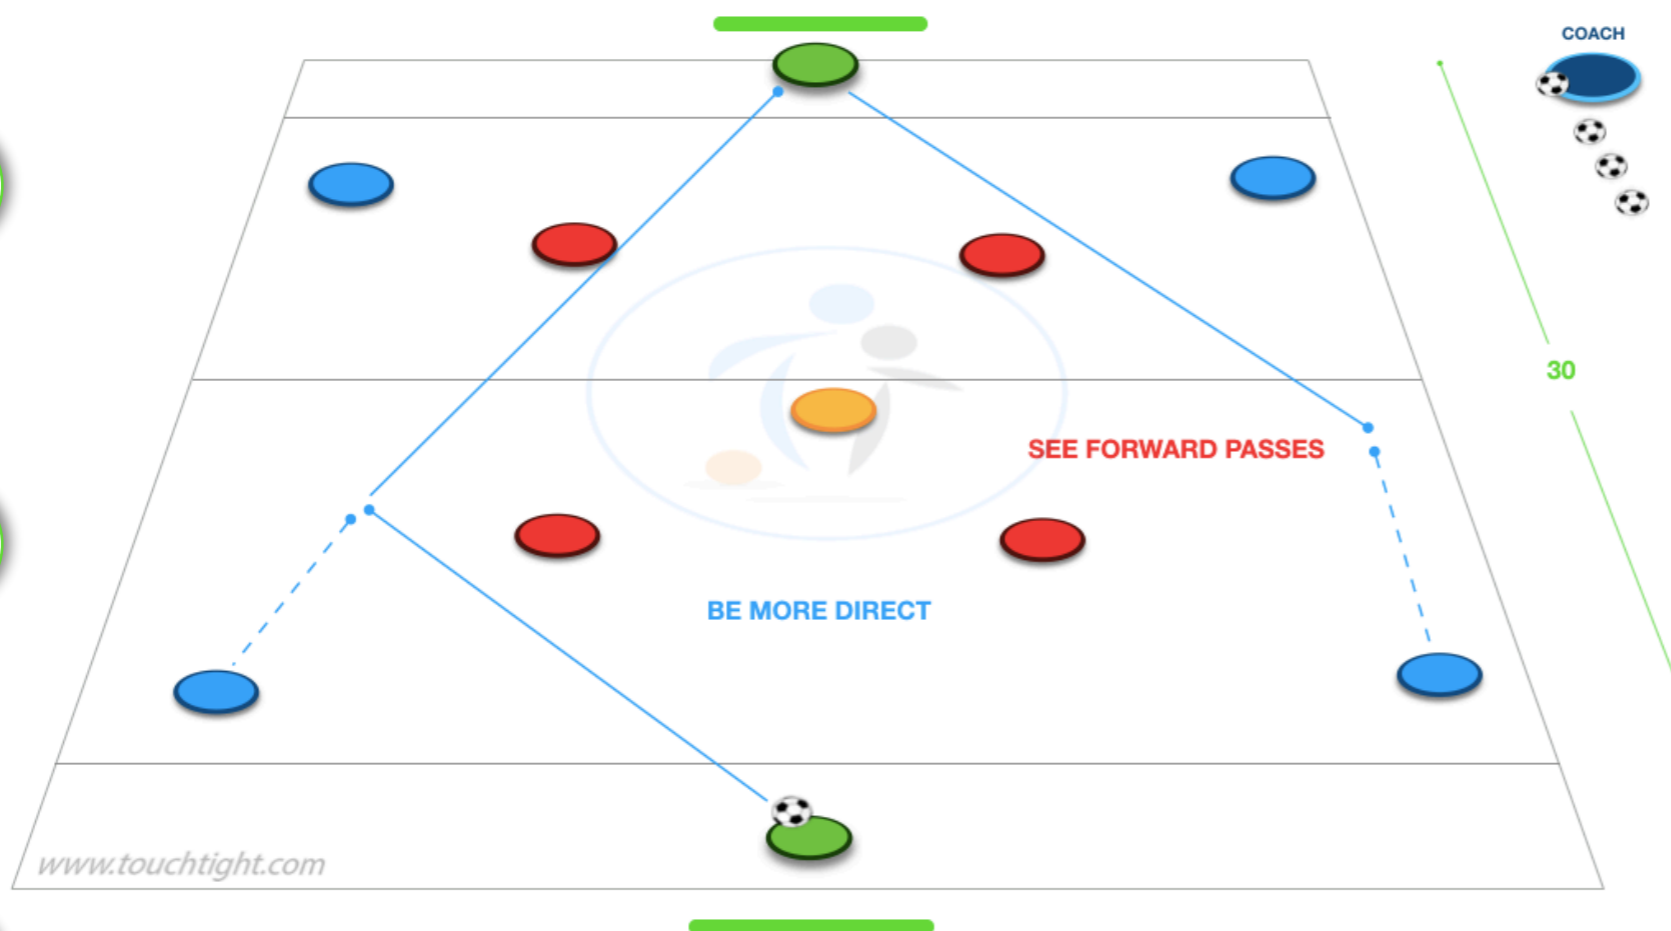 COACH
30
SEE FORWARD PASSES
BE MORE DIRECT
www.touchtight.com